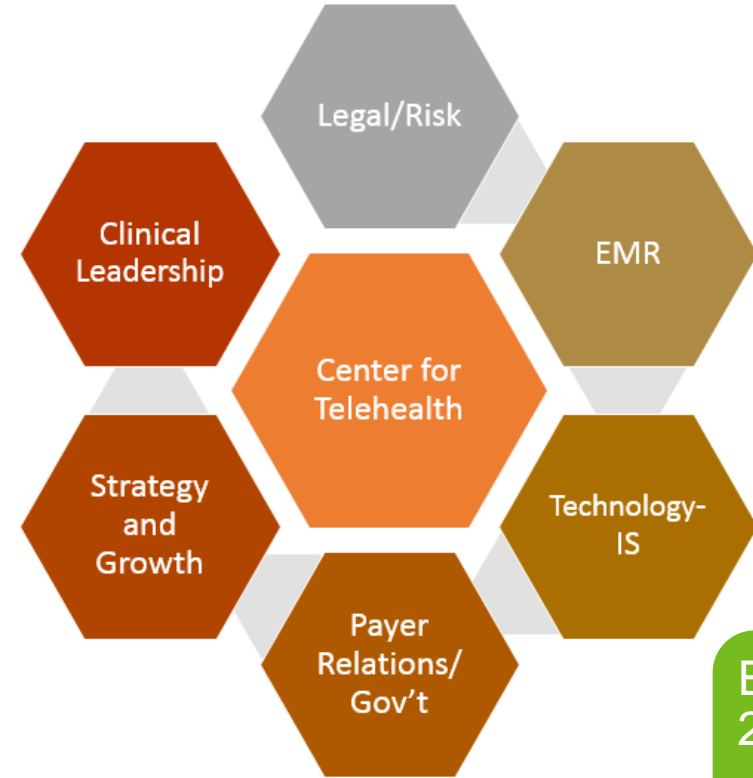 Legal/Risk
Clinical
Leadership
EMR
Center for
Telehealth
Strategy
and
Growth
Technology-
IS
Payer
Relations/
Gov't